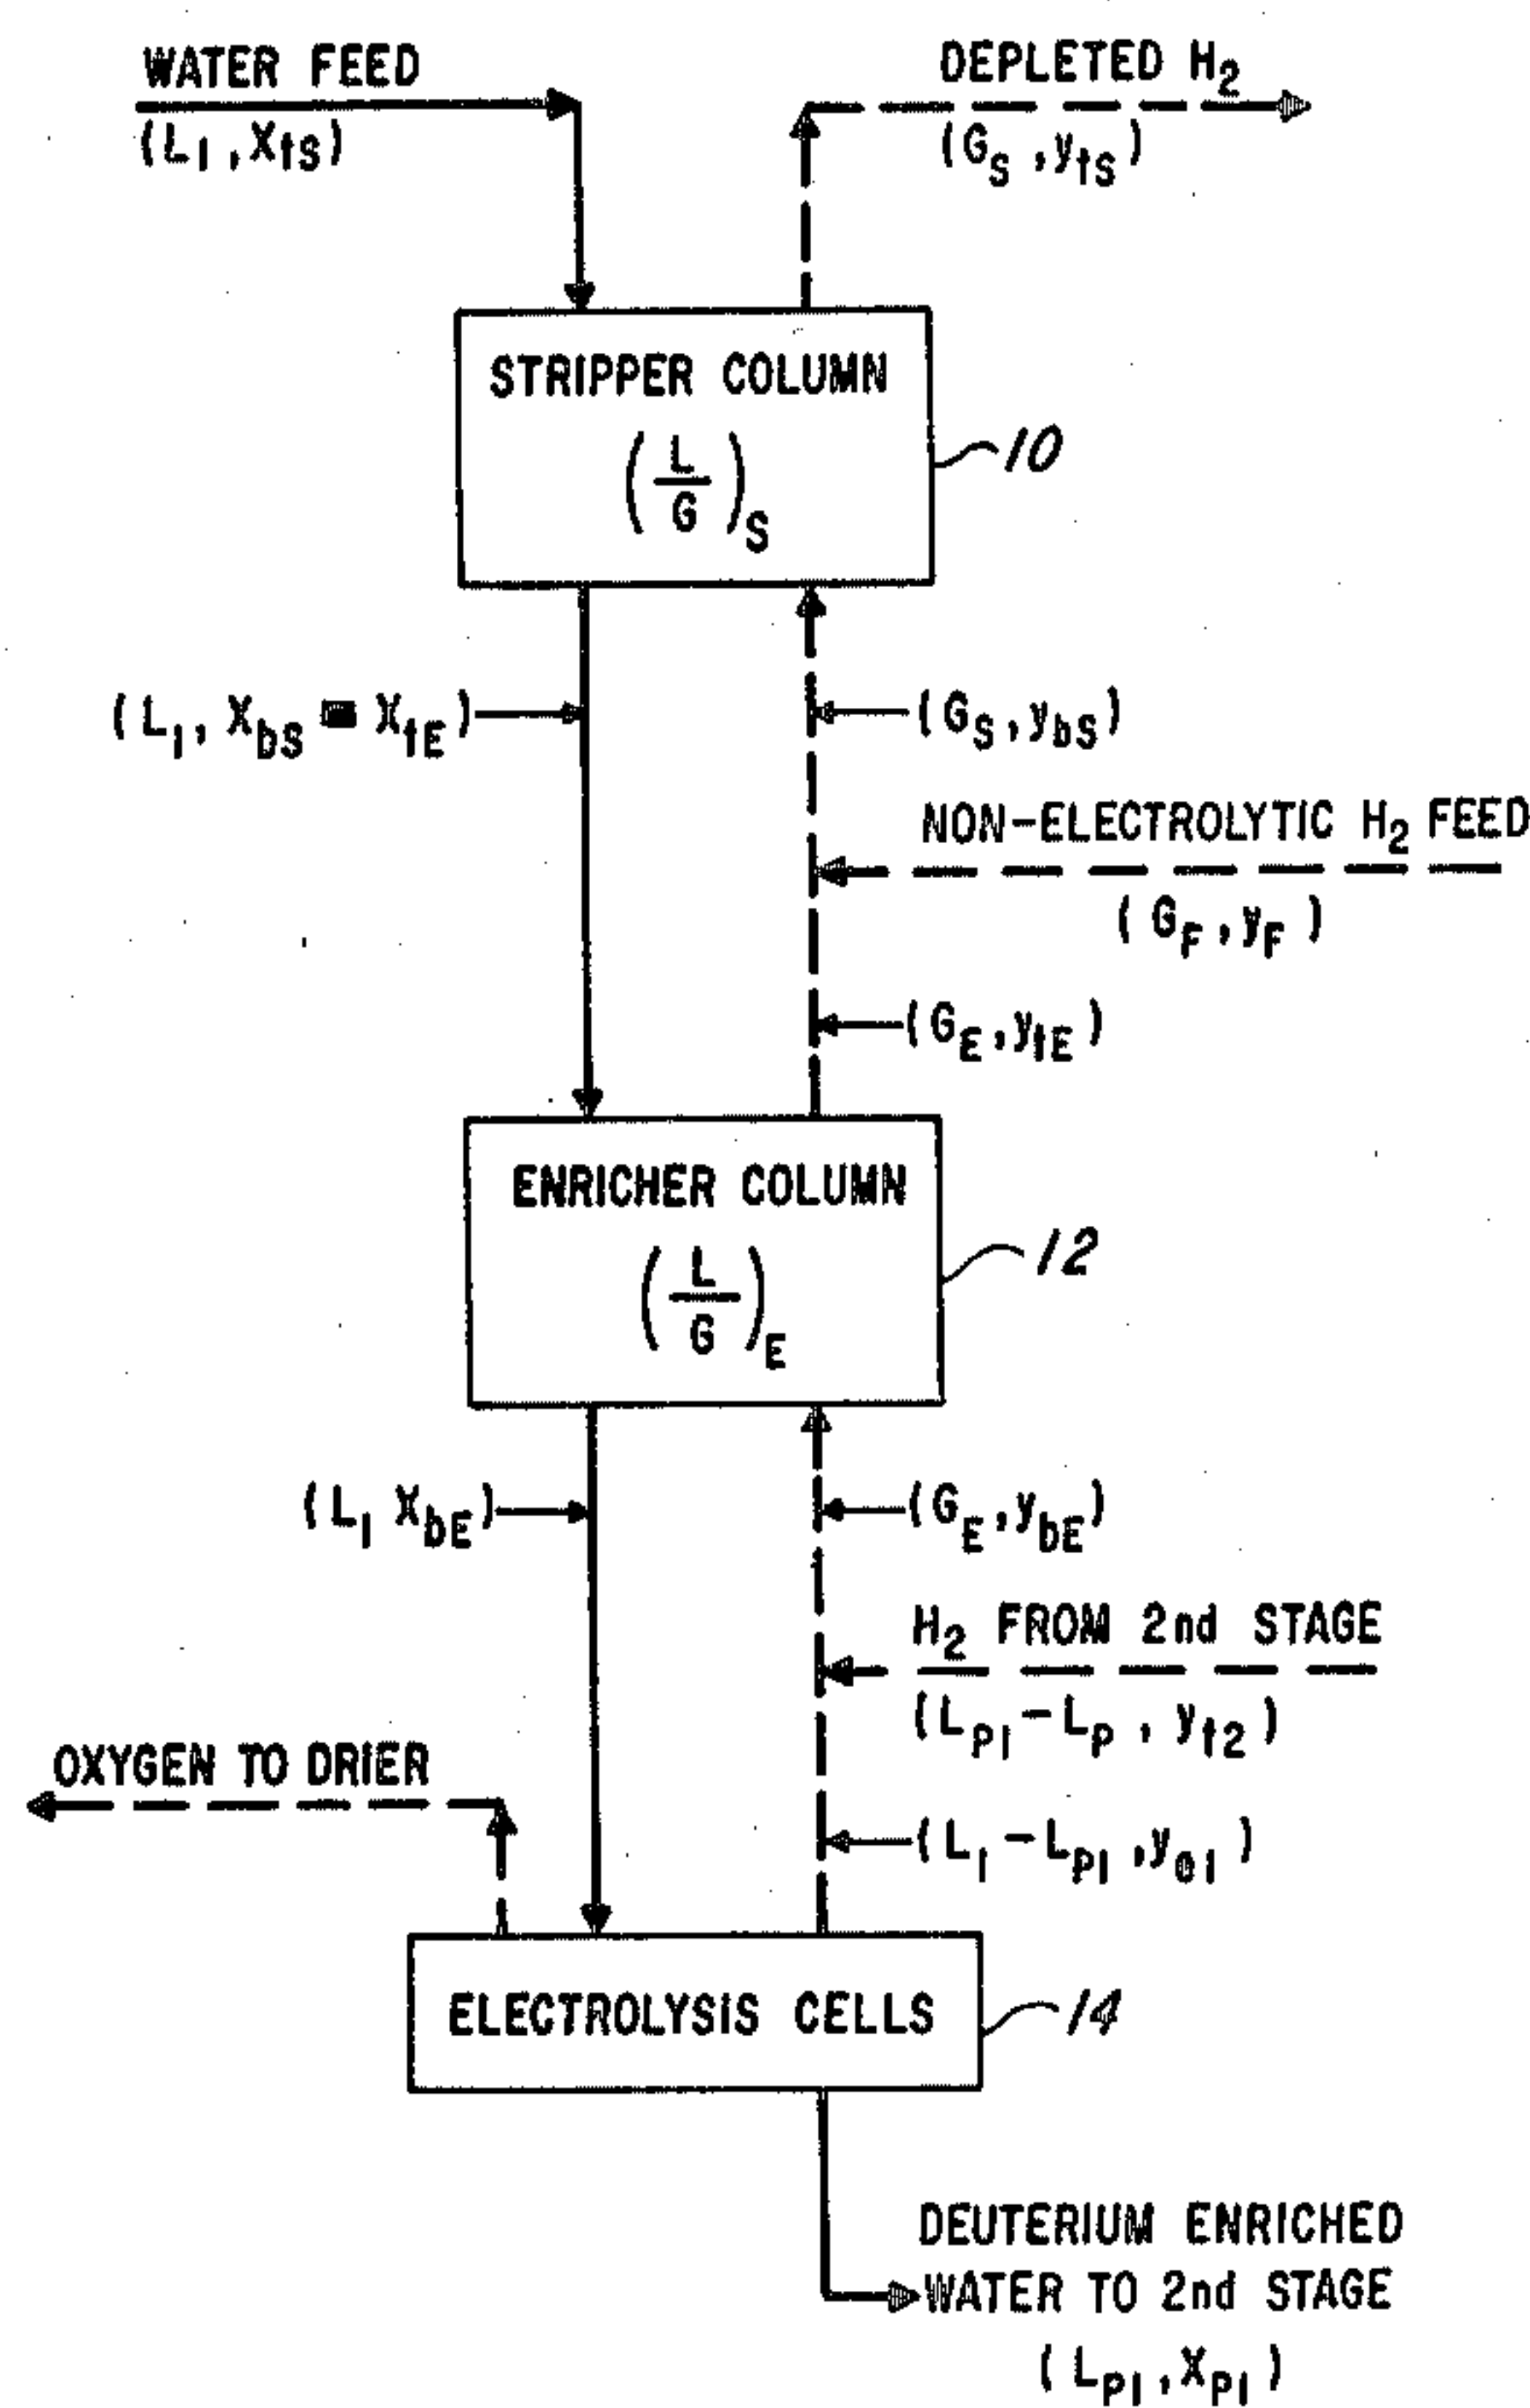 WATER FEED
(L1, XtS)
DEPLETED H2
(GS, ytS)
STRIPPER COLUMN
(L/G)S
10
(L1, XbS = XtE)
(GS, ybS)
NON-ELECTROLYTIC H2 FEED
(GF, yF)
(GE, ytE)
ENRICHER COLUMN
(L/G)E
12
(L1 XbE)
(GE, ybE)
H2 FROM 2nd STAGE
(LP1-LP, yt2)
OXYGEN TO DRIER
(L1-LP1, ye1)
ELECTROLYSIS CELLS
14
DEUTERIUM ENRICHED
WATER TO 2nd STAGE
(LP1, XP1)